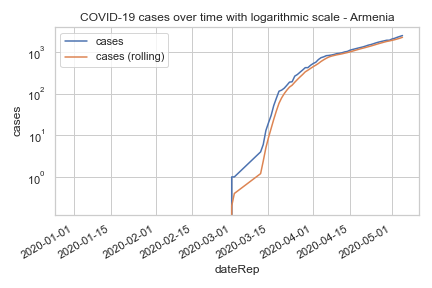 COVID-19 cases over time with logarithmic scale - Armenia
cases
cases (rolling)
cases
10³
10²
10¹
10⁰
2020-01-01
2020-01-15
2020-02-01
2020-02-15
2020-03-01
2020-03-15
2020-04-01
2020-04-15
2020-05-01
dateRep